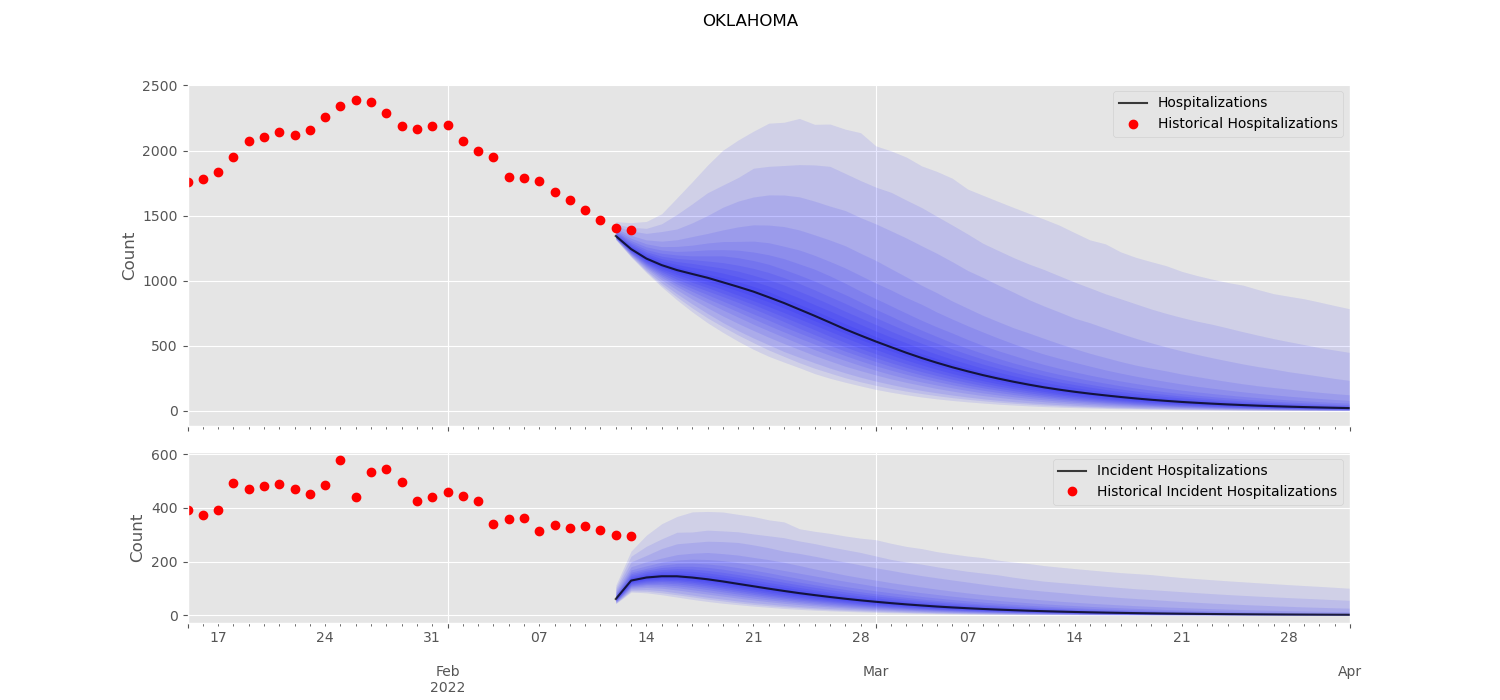 OKLAHOMA
Hospitalizations
Historical Hospitalizations
Count
2500
2000
1500
1000
500
0
Incident Hospitalizations
Historical Incident Hospitalizations
Count
600
400
200
0
17 24 31 07 14 21 28 07 14 21 28
Feb Mar Apr
2022